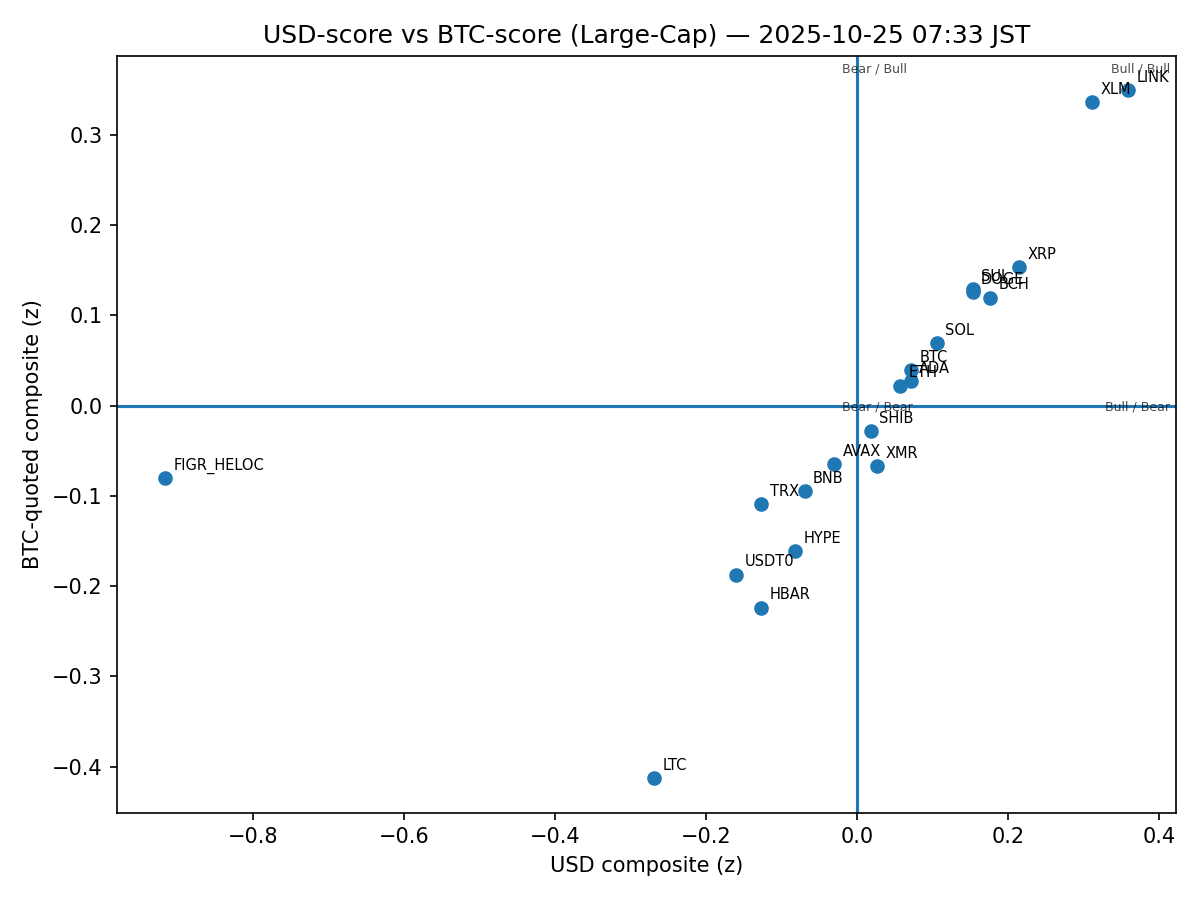 USD-score vs BTC-score (Large-Cap) — 2025-10-25 07:33 JST
Bear / Bull
Bull / Bull
LINK
XLM
XRP
SUI
DOGE
BCH
SOL
BTC
ADA
ETH
Bear / Bear
Bull / Bear
SHIB
AVAX
XMR
FIGR_HELOC
BNB
TRX
HYPE
USDT0
HBAR
LTC
0.3
0.2
0.1
0.0
−0.1
−0.2
−0.3
−0.4
BTC-quoted composite (z)
−0.8
−0.6
−0.4
−0.2
0.0
0.2
0.4
USD composite (z)